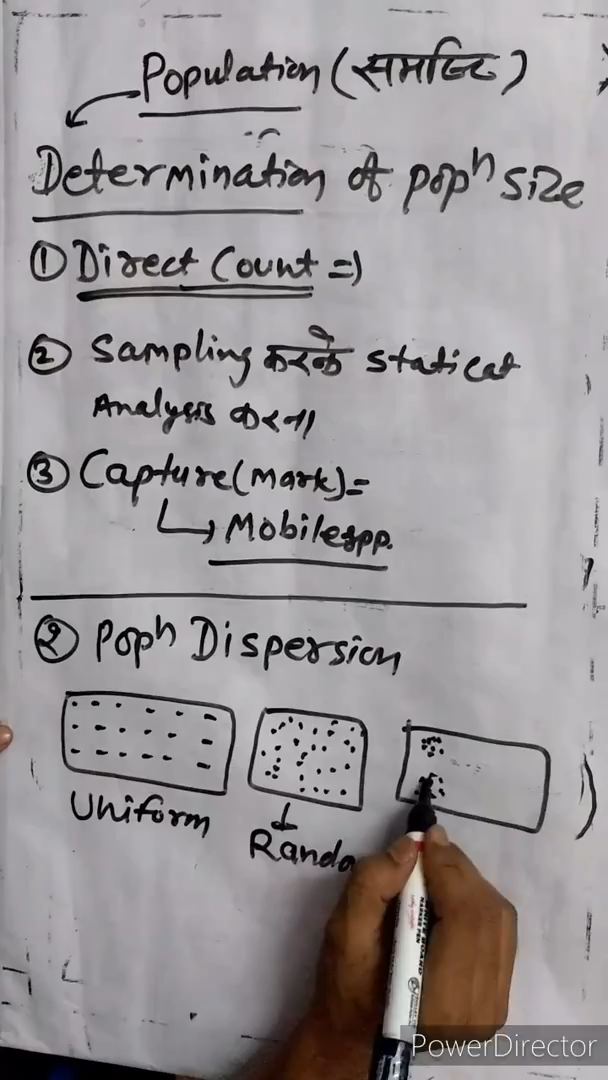 Population (समष्टि)
Determination of popⁿ size
① Direct Count =)
② Sampling करके staticat
Analysis करना
③ Capture(Mark)=
↳ Mobile spp.
② Popⁿ Dispersion
Uniform
Rando
PowerDirector